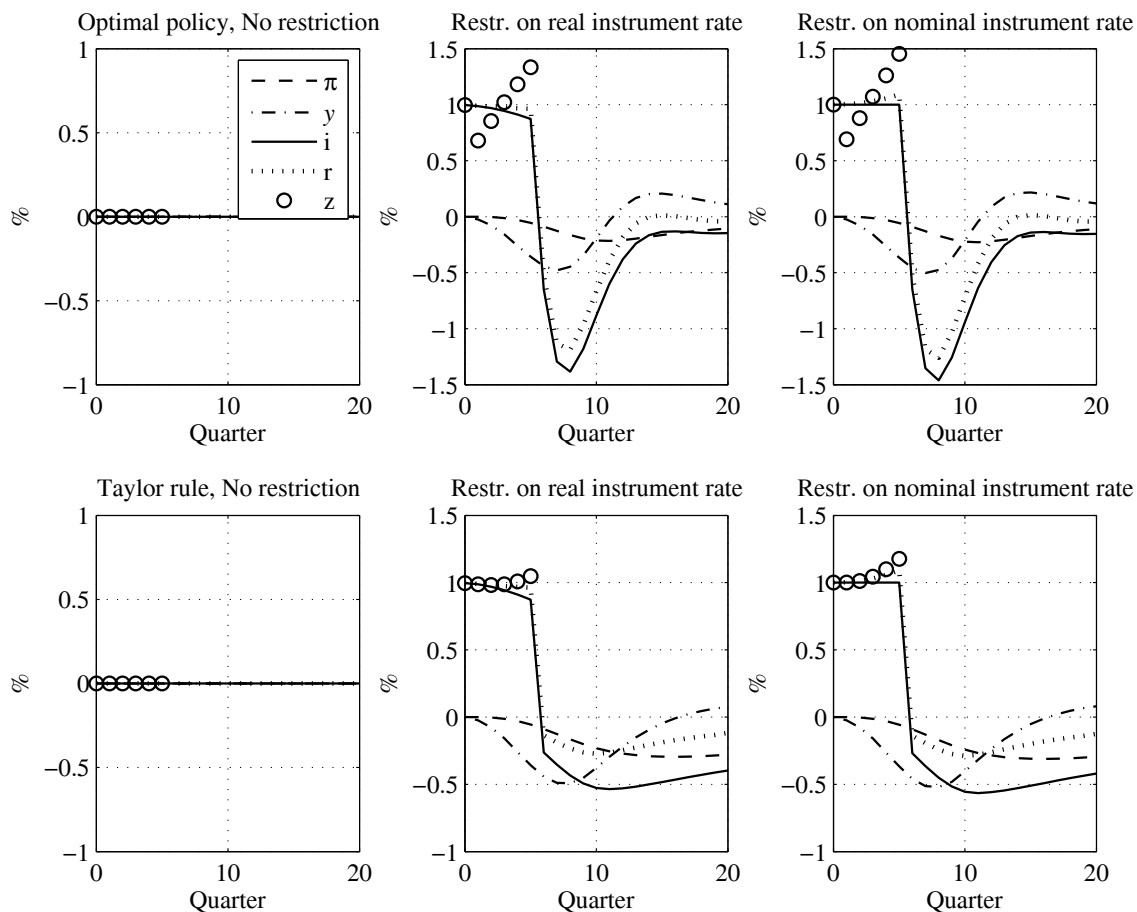 Optimal policy, No restriction
1
0.5
0
−0.5
−1
%
0 10 20
Quarter
π
y
i
r
z
Restr. on real instrument rate
1.5
1
0.5
0
−0.5
−1
−1.5
%
0 10 20
Quarter
Restr. on nominal instrument rate
1.5
1
0.5
0
−0.5
−1
−1.5
%
0 10 20
Quarter
Taylor rule, No restriction
1
0.5
0
−0.5
−1
%
0 10 20
Quarter
Restr. on real instrument rate
1.5
1
0.5
0
−0.5
−1
%
0 10 20
Quarter
Restr. on nominal instrument rate
1.5
1
0.5
0
−0.5
−1
%
0 10 20
Quarter